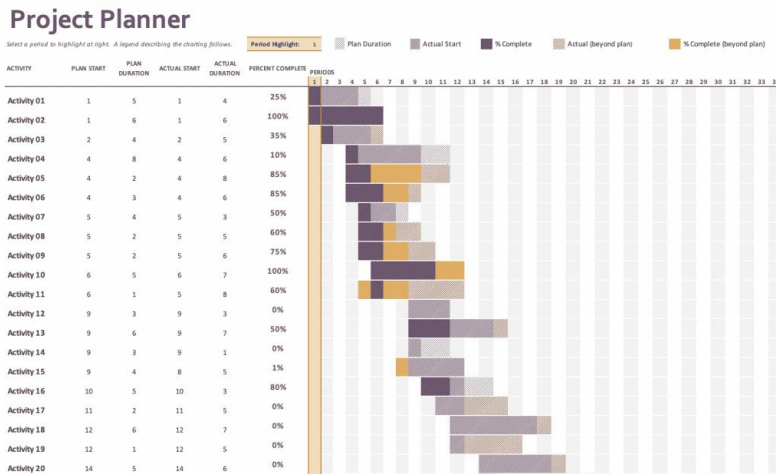 Project Planner
Select a period to highlight at right. A legend describing the charting follows. Period Highlight: 1 Plan Duration Actual Start % Complete Actual (beyond plan) % Complete (beyond plan)
ACTIVITY PLAN START PLAN DURATION ACTUAL START ACTUAL DURATION PERCENT COMPLETE PERIODS
1 2 3 4 5 6 7 8 9 10 11 12 13 14 15 16 17 18 19 20 21 22 23 24 25 26 27 28 29 30 31 32 33
Activity 01 1 5 1 4 25%
Activity 02 1 6 1 6 100%
Activity 03 2 4 2 5 35%
Activity 04 4 8 4 6 10%
Activity 05 4 2 4 8 85%
Activity 06 4 3 4 6 85%
Activity 07 5 4 5 3 50%
Activity 08 5 2 5 5 60%
Activity 09 5 2 5 6 75%
Activity 10 6 5 6 7 100%
Activity 11 6 1 5 8 60%
Activity 12 9 3 9 3 0%
Activity 13 9 6 9 7 50%
Activity 14 9 3 9 1 0%
Activity 15 9 4 8 5 1%
Activity 16 10 5 10 3 80%
Activity 17 11 2 11 5 0%
Activity 18 12 6 12 7 0%
Activity 19 12 1 12 5 0%
Activity 20 14 5 14 6 0%